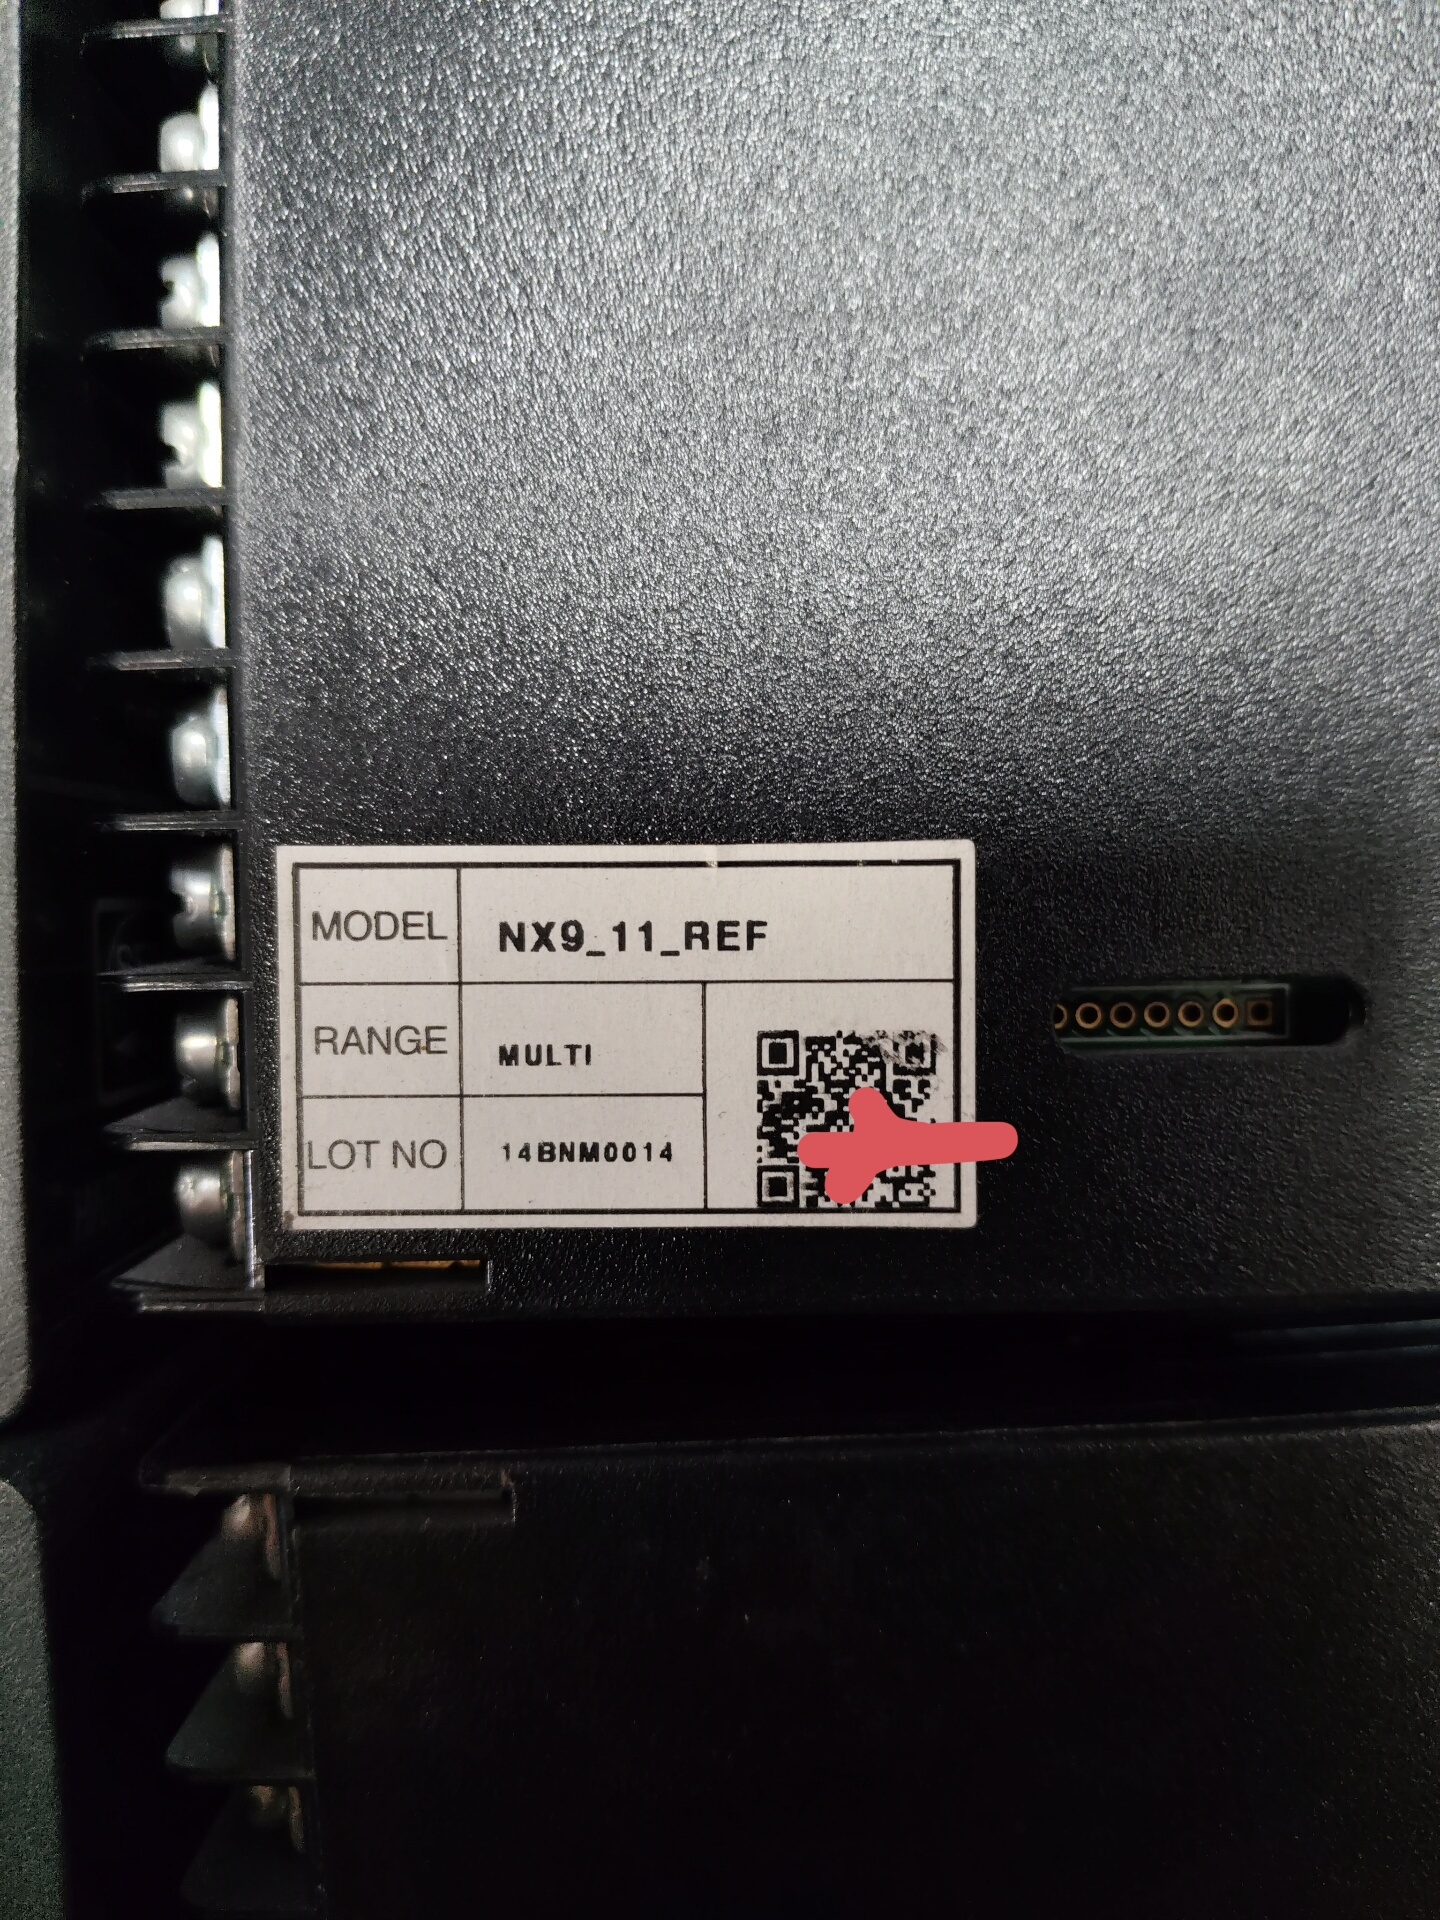 MODEL NX9_11_REF
RANGE MULTI
LOT NO 14BNM0014